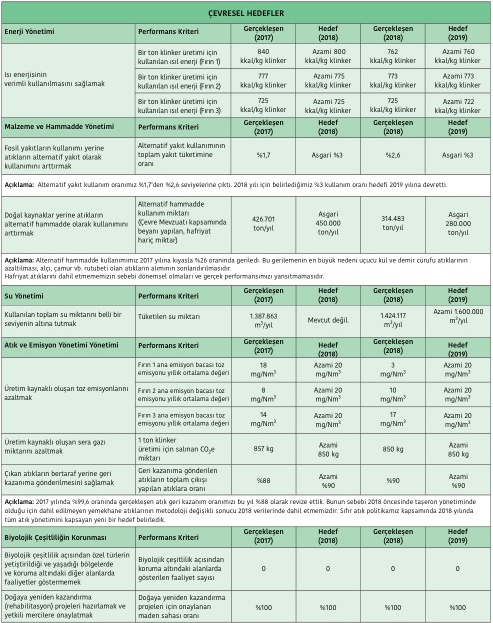 ÇEVRESEL HEDEFLER
Enerji Yönetimi Performans Kriteri Gerçekleşen (2017) Hedef (2018) Gerçekleşen (2018) Hedef (2019)
Isı enerjisinin
verimli kullanılmasını sağlamak
Bir ton klinker üretimi için
kullanılan ısıl enerji (Fırın 1)
840 kkal/kg klinker
Azami 800 kkal/kg klinker
762 kkal/kg klinker
Azami 760 kkal/kg klinker
Bir ton klinker üretimi için
kullanılan ısıl enerji (Fırın 2)
777 kkal/kg klinker
Azami 775 kkal/kg klinker
773 kkal/kg klinker
Azami 773 kkal/kg klinker
Bir ton klinker üretimi için
kullanılan ısıl enerji (Fırın 3)
725 kkal/kg klinker
Azami 725 kkal/kg klinker
725 kkal/kg klinker
Azami 722 kkal/kg klinker
Malzeme ve Hammadde Yönetimi Performans Kriteri Gerçekleşen (2017) Hedef (2018) Gerçekleşen (2018) Hedef (2019)
Fosil yakıtların kullanımı yerine
atıkların alternatif yakıt olarak
kullanımını arttırmak
Alternatif yakıt kullanımının
toplam yakıt tüketimine
oranı
%1,7
Asgari %3
%2,6
Asgari %3
Açıklama: Alternatif yakıt kullanım oranımız %1,7'den %2,6 seviyelerine çıktı. 2018 yılı için belirlediğimiz %3 kullanım oranı hedefi 2019 yılına devretti.
Doğal kaynaklar yerine atıkların
alternatif hammadde olarak kullanımını
arttırmak
Alternatif hammadde
kullanım miktarı
(Çevre Mevzuatı kapsamında
beyanı yapılan, hafriyat
hariç miktar)
426.701
ton/yıl
Asgari
450.000
ton/yıl
314.483
ton/yıl
Asgari
280.000
ton/yıl
Açıklama: Alternatif hammadde kullanımımız 2017 yılına kıyasla %26 oranında geriledi. Bu gerilemenin en büyük nedeni uçucu kül ve demir cürufu atıklarının
azaltılması, alçı, çamur vb. rutubeti olan atıkların alımının sonlandırılmasıdır.
Hafriyat atıklarını dahil etmememizin sebebi dönemsel olmaları ve gerçek performansımızı yansıtmamasıdır.
Su Yönetimi Performans Kriteri Gerçekleşen (2017) Hedef (2018) Gerçekleşen (2018) Hedef (2019)
Kullanılan toplam su miktarını belli bir
seviyenin altına tutmak
Tüketilen su miktarı
1.387.863
m³/yıl
Mevcut değil.
1.424.117
m³/yıl
Azami 1.600.000
m³/yıl
Atık ve Emisyon Yönetimi Yönetimi Performans Kriteri Gerçekleşen (2017) Hedef (2018) Gerçekleşen (2018) Hedef (2019)
Üretim kaynaklı oluşan toz emisyonlarını
azaltmak
Fırın 1 ana emisyon bacası toz
emisyonu yıllık ortalama değeri
18 mg/Nm³
Azami 20 mg/Nm³
3 mg/Nm³
Azami 20 mg/Nm³
Fırın 2 ana emisyon bacası toz
emisyonu yıllık ortalama değeri
8 mg/Nm³
Azami 20 mg/Nm³
10 mg/Nm³
Azami 20 mg/Nm³
Fırın 3 ana emisyon bacası toz
emisyonu yıllık ortalama değeri
14 mg/Nm³
Azami 20 mg/Nm³
17 mg/Nm³
Azami 20 mg/Nm³
Üretim kaynaklı oluşan sera gazı
miktarını azaltmak
1 ton klinker
üretimi için salınan CO₂e
miktarı
857 kg
Azami
850 kg
850 kg
Azami
850 kg
Çıkan atıkların bertaraf yerine geri
kazanıma gönderilmesini sağlamak
Geri kazanıma gönderilen
atıkların toplam çıkışı
yapılan atıklara oranı
%88
Azami
%90
%90
Azami
%90
Açıklama: 2017 yılında %99,6 oranında gerçekleşen atık geri kazanım oranımızı bu yıl %88 olarak revize ettik. Bunun sebebi 2018 öncesinde taşeron yönetiminde
olduğu için dahil edilmeyen yemekhane atıklarının metodoloji değişikli sonucu 2018 verilerinde dahil etmemizdir. Sıfır atık politikamız kapsamında 2018 yılında
tüm atık yönetimini kapsayan yeni bir hedef belirledik.
Biyolojik Çeşitliliğin Korunması Performans Kriteri Gerçekleşen (2017) Hedef (2018) Gerçekleşen (2018) Hedef (2019)
Biyolojik çeşitlilik açısından özel türlerin
yetiştirildiği ve yaşadığı bölgelerde
ve koruma altındaki diğer alanlarda
faaliyetler göstermemek
Biyolojik çeşitlilik açısından
koruma altındaki alanlarda
gösterilen faaliyet sayısı
0
0
0
0
Doğaya yeniden kazandırma
(rehabilitasyon) projeleri hazırlamak ve
yetkili mercilere onaylatmak
Doğaya yeniden kazandırma
projeleri için onaylanan
maden sahası oranı
%100
%100
%100
%100